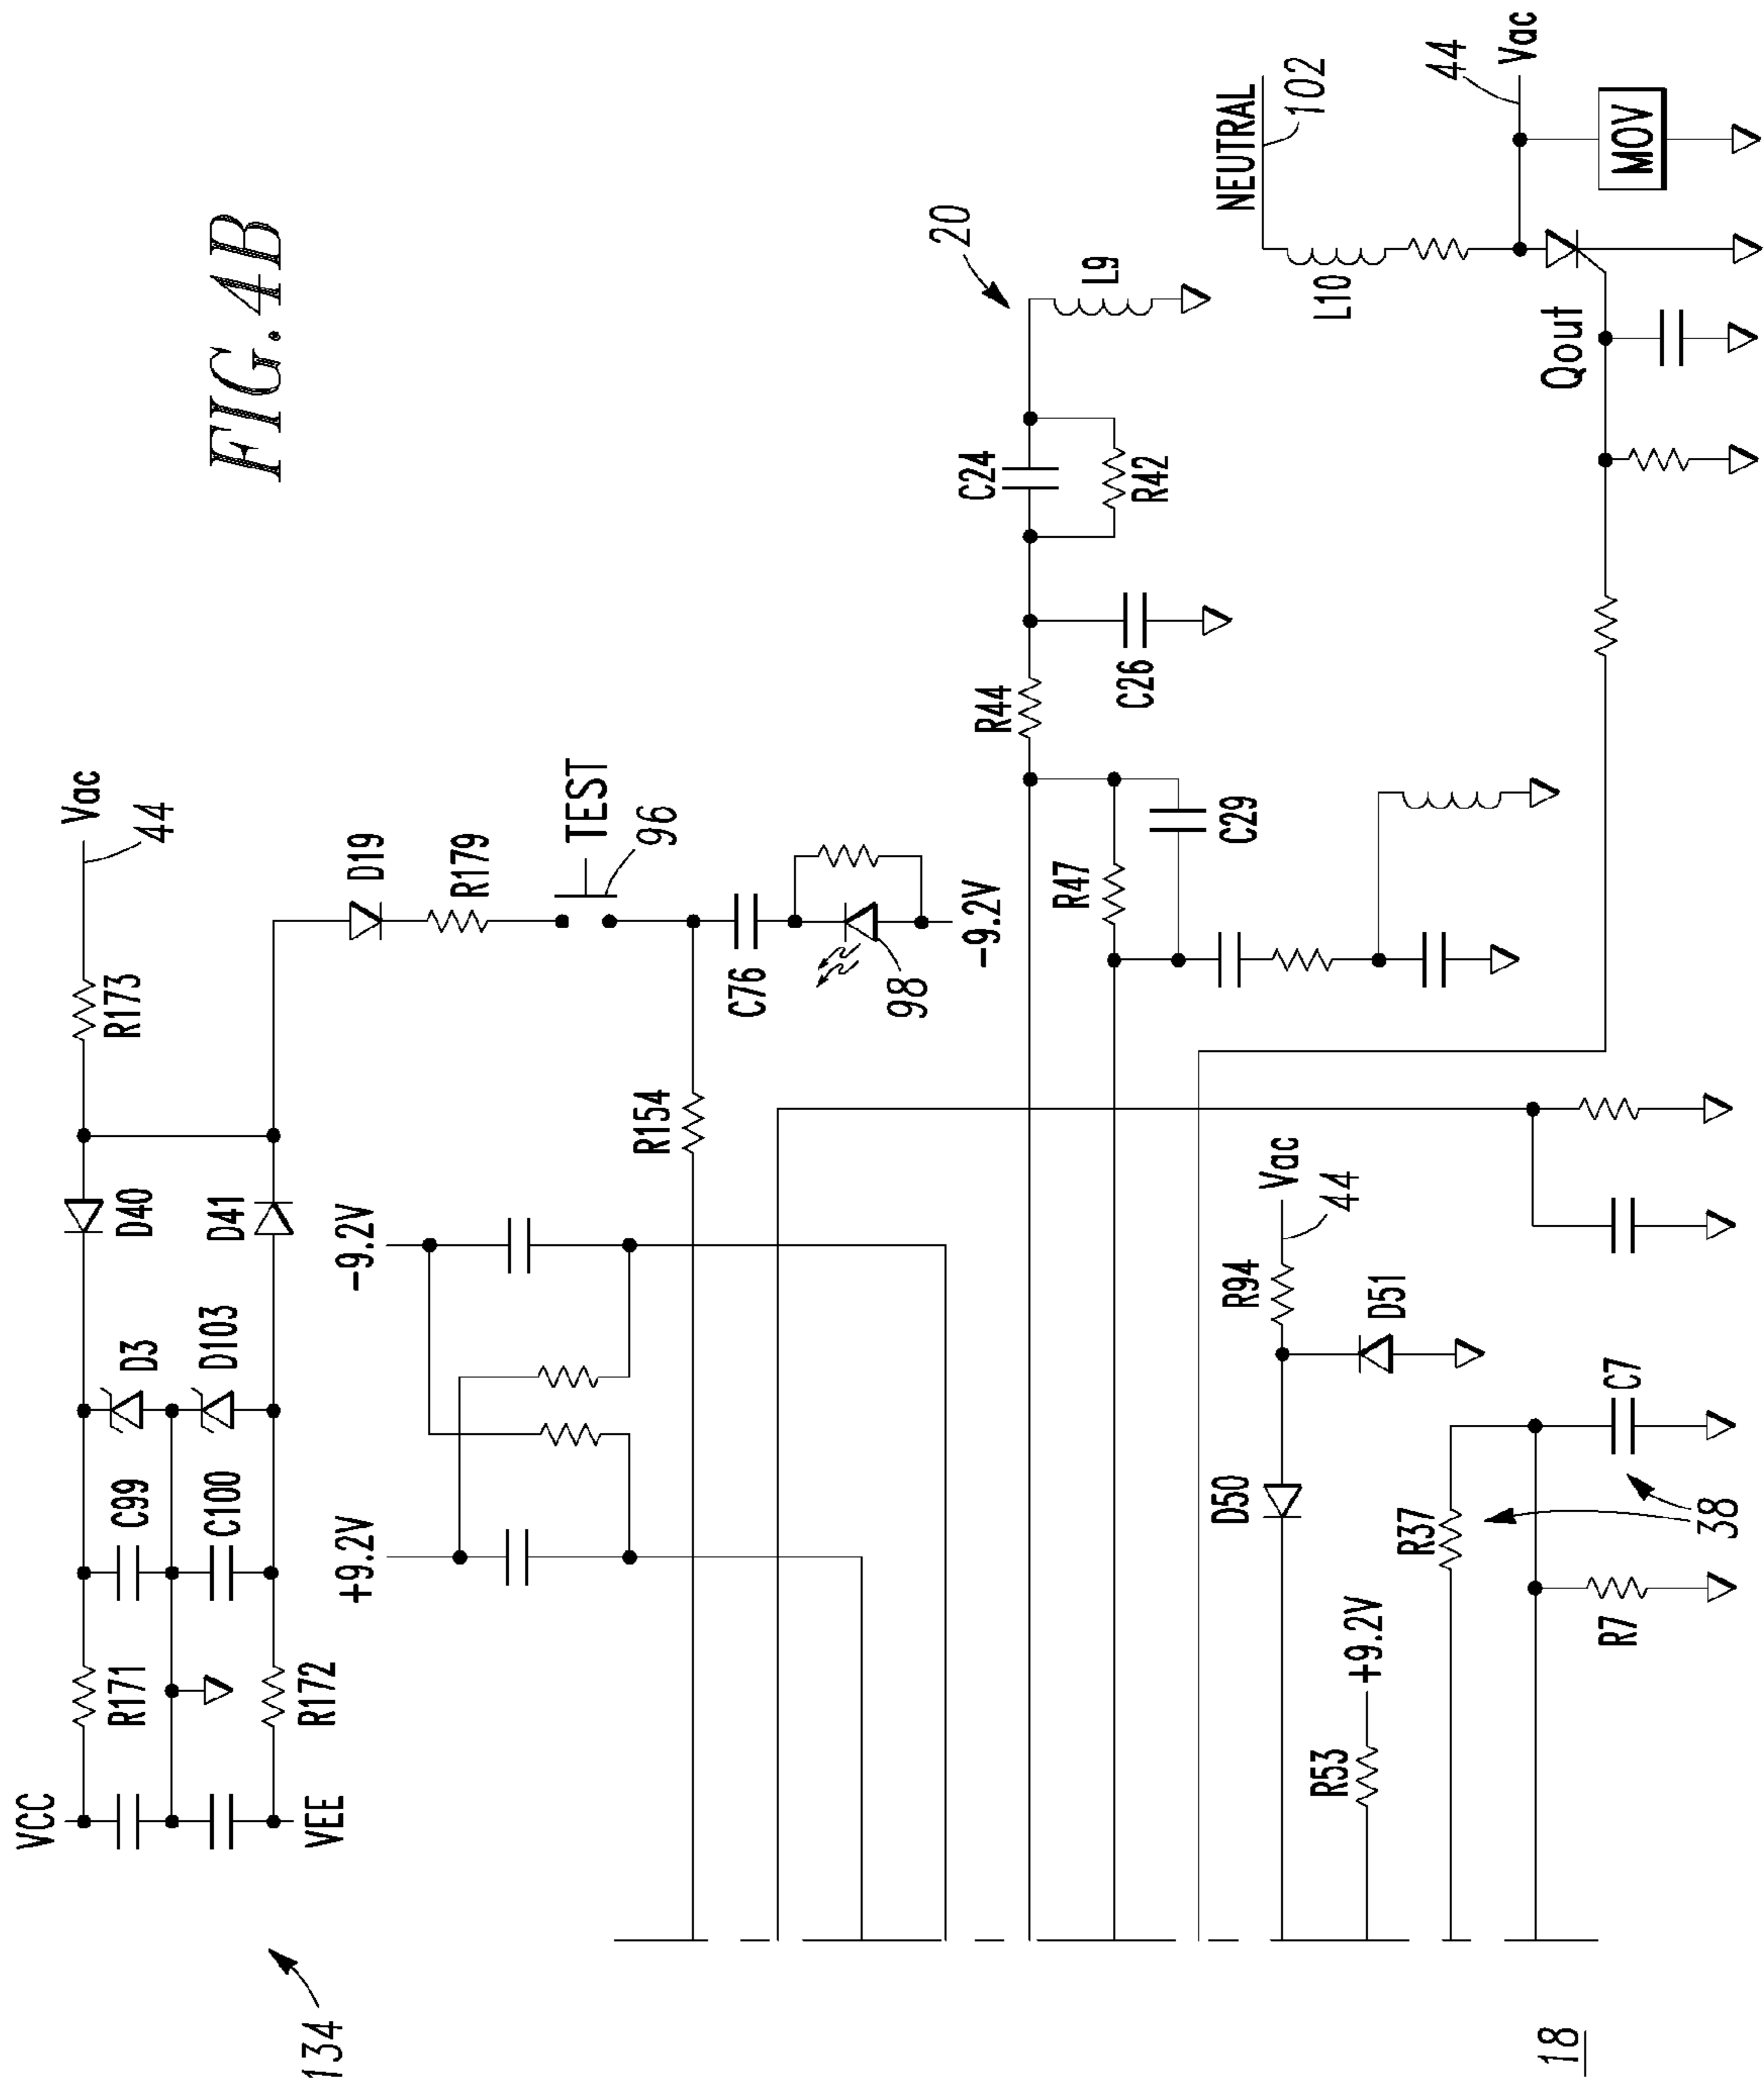 FIG. 4B
134
VCC
VEE
R171
R172
C99
C100
D3
D103
D40
D41
R173
Vac
44
D19
R179
TEST
96
+9.2V
-9.2V
R154
C76
98
-9.2V
20
R44
C24
R42
L9
C26
R47
C29
NEUTRAL
102
L10
44
Vac
Qout
MOV
D50
R94
Vac
44
D51
R53
+9.2V
R37
38
C7
R7
18